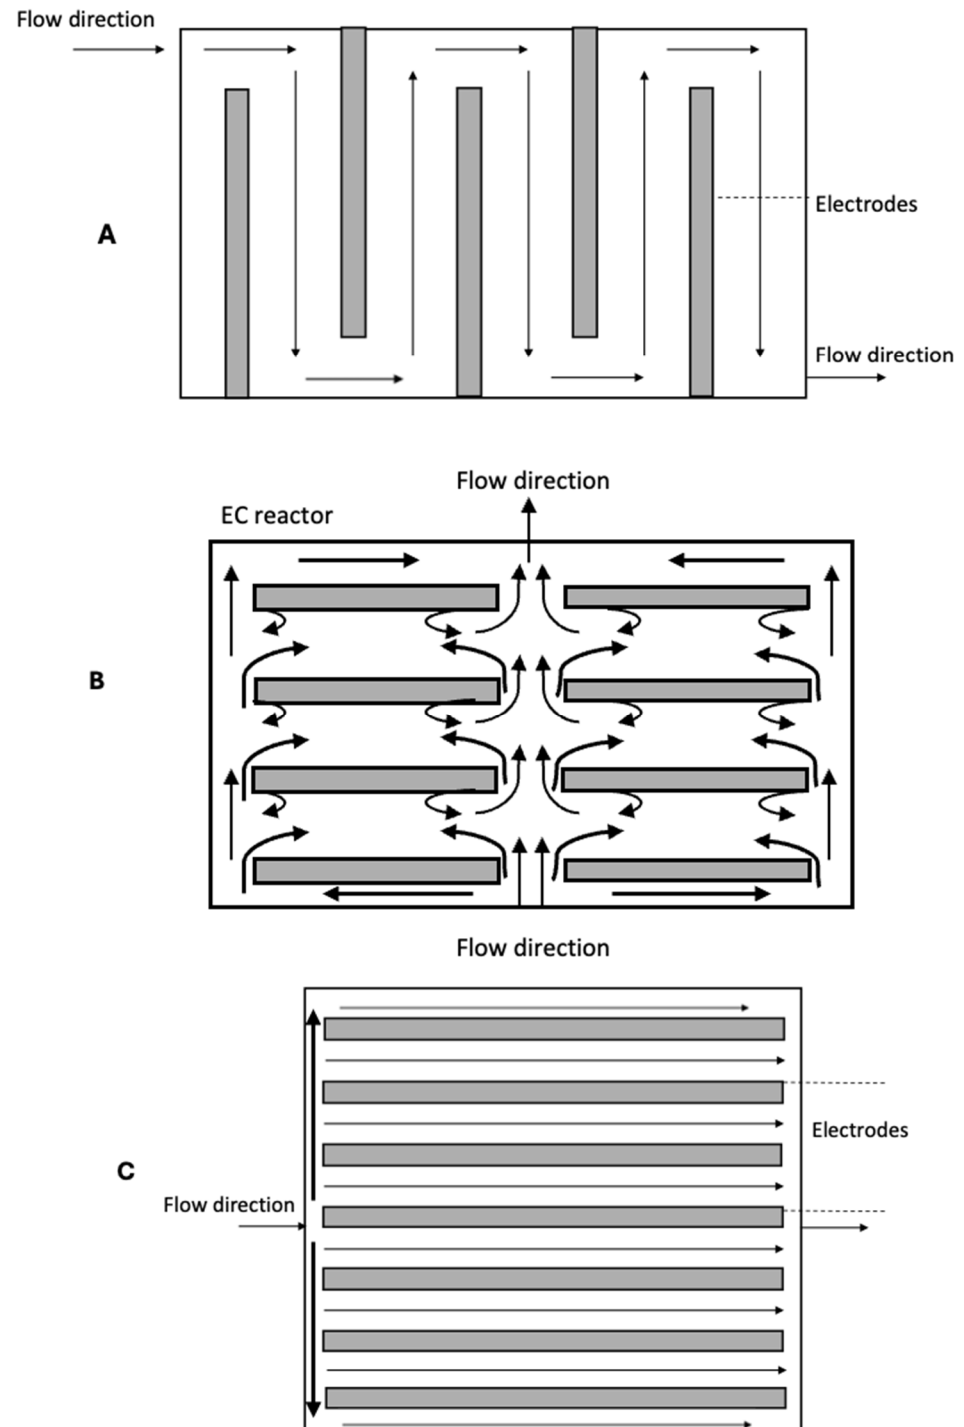 Flow direction
Electrodes
A
Flow direction
Flow direction
EC reactor
B
Flow direction
Electrodes
C
Flow direction